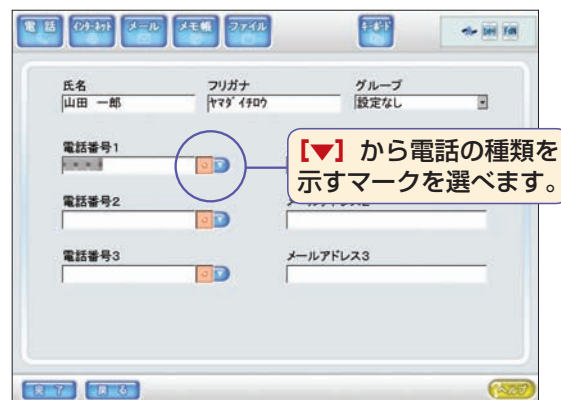 電話 インターネット メール メモ帳 ファイル キーボード
氏名 フリガナ グループ
山田 一郎 ヤマダ イチロウ 設定なし
電話番号1
【▼】から電話の種類を
示すマークを選べます。
電話番号2
電話番号3 メールアドレス3
完了 戻る ヘルプ